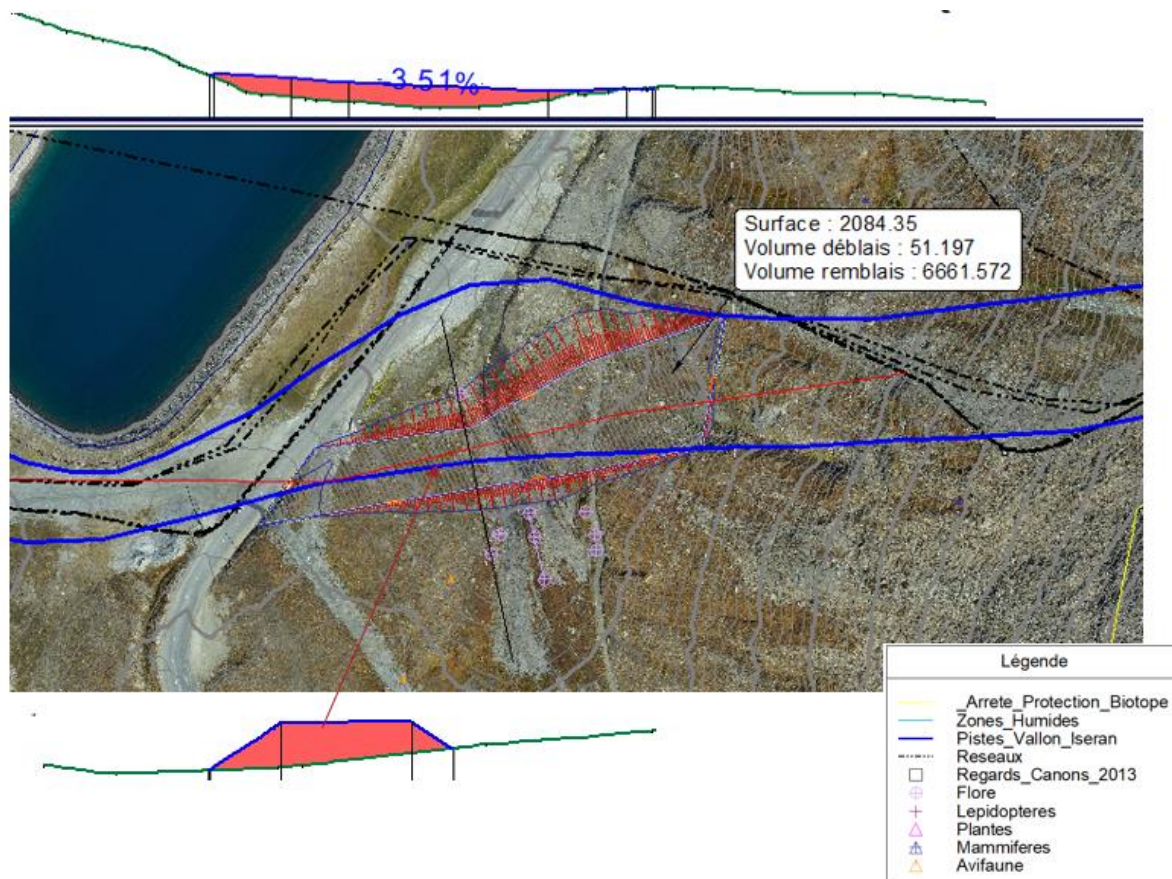 - 3.51%
Surface : 2084.35
Volume déblais : 51.197
Volume remblais : 6661.572
Légende
_Arrete_Protection_Biotope
Zones_Humides
Pistes_Vallon_Iseran
Reseaux
Regards_Canons_2013
Flore
Lepidopteres
Plantes
Mammiferes
Avifaune